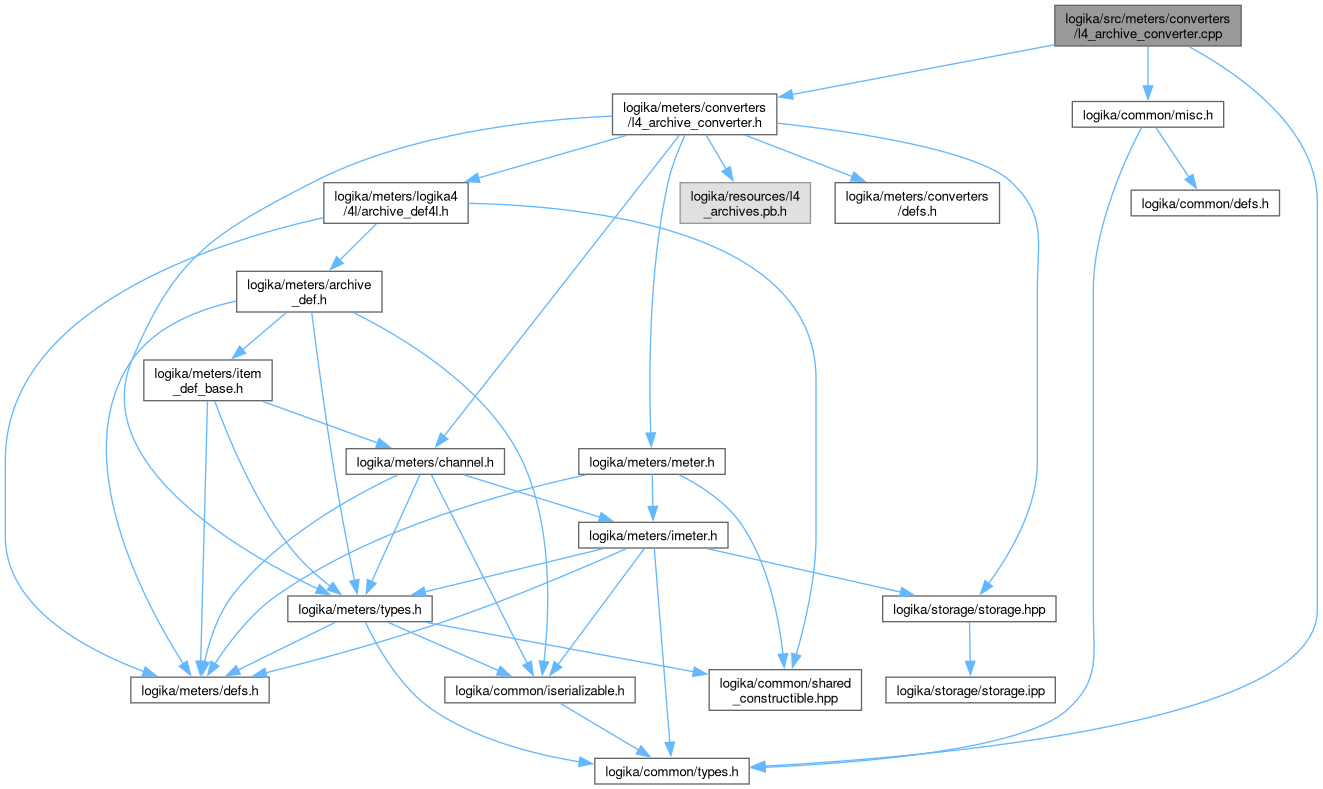 logika/src/meters/converters
/l4_archive_converter.cpp
logika/meters/converters
/l4_archive_converter.h
logika/common/misc.h
logika/meters/logika4
/4l/archive_def4l.h
logika/resources/l4
_archives.pb.h
logika/meters/converters
/defs.h
logika/common/defs.h
logika/meters/archive
_def.h
logika/meters/item
_def_base.h
logika/meters/channel.h
logika/meters/meter.h
logika/meters/imeter.h
logika/meters/types.h
logika/storage/storage.hpp
logika/meters/defs.h
logika/common/iserializable.h
logika/common/shared
_constructible.hpp
logika/storage/storage.ipp
logika/common/types.h